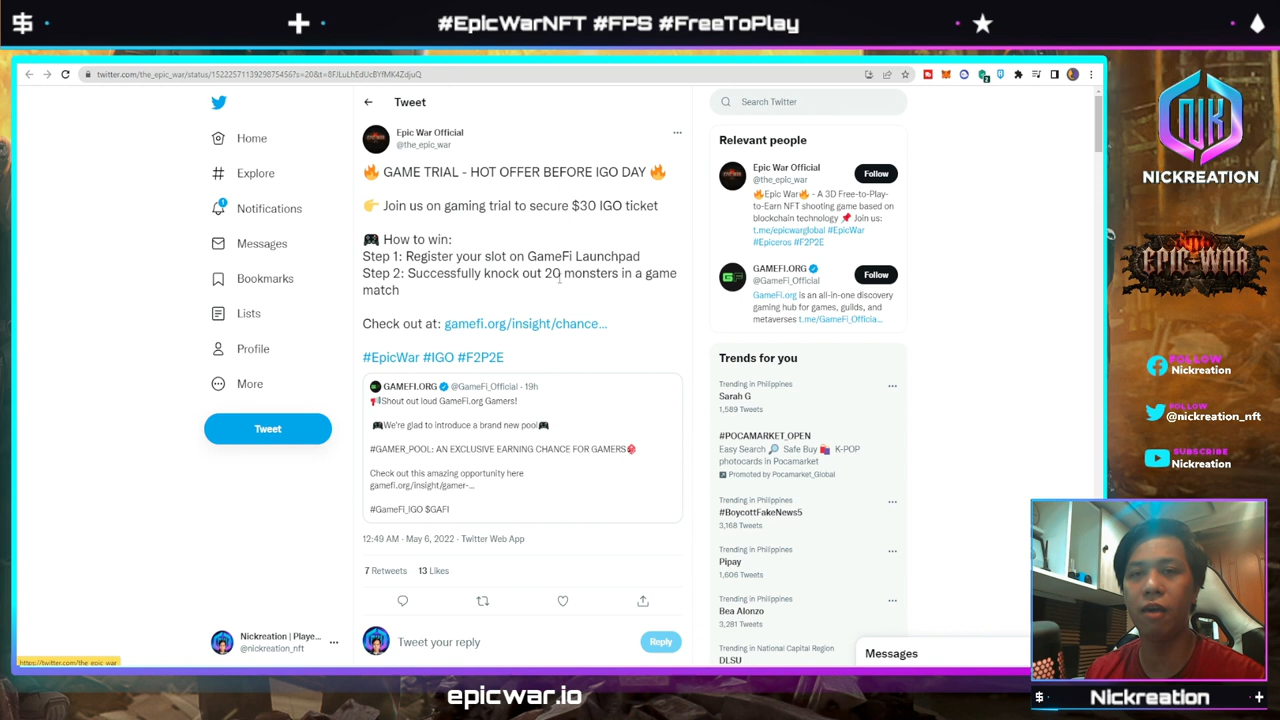 #EpicWarNFT #FPS #FreeToPlay
twitter.com/the_epic_war/status/1522257113929875456?s=20&t=8FJLuLhEdUcBYfMK4ZdjuQ
Home
Explore
Notifications
1
Messages
Bookmarks
Lists
Profile
More
Tweet
Nickreation | Playe...
@nickreation_nft
https://twitter.com/the_epic_war
Tweet
Epic War Official
@the_epic_war
🔥 GAME TRIAL - HOT OFFER BEFORE IGO DAY 🔥
👉 Join us on gaming trial to secure $30 IGO ticket
🎮 How to win:
Step 1: Register your slot on GameFi Launchpad
Step 2: Successfully knock out 20 monsters in a game
match
Check out at: gamefi.org/insight/chance...
#EpicWar #IGO #F2P2E
GAMEFI.ORG @GameFi_Official · 19h
📢Shout out loud GameFi.org Gamers!
🎮We're glad to introduce a brand new pool🎮
#GAMER_POOL: AN EXCLUSIVE EARNING CHANCE FOR GAMERS
Check out this amazing opportunity here
gamefi.org/insight/gamer-...
#GameFi_IGO $GAFI
12:49 AM · May 6, 2022 · Twitter Web App
7 Retweets 13 Likes
Tweet your reply
Reply
Search Twitter
Relevant people
Epic War Official
@the_epic_war
Follow
🔥Epic War🔥 - A 3D Free-to-Play-
to-Earn NFT shooting game based on
blockchain technology 📌 Join us:
t.me/epicwarglobal #EpicWar
#Epiceros #F2P2E
GAMEFI.ORG
@GameFi_Official
Follow
GameFi.org is an all-in-one discovery
gaming hub for games, guilds, and
metaverses t.me/GameFi_Officia...
Trends for you
Trending in Philippines
Sarah G
1,589 Tweets
#POCAMARKET_OPEN
Easy Search 🔎 Safe Buy 🛍 K-POP
photocards in Pocamarket
Promoted by Pocamarket_Global
Trending in Philippines
#BoycottFakeNews5
3,168 Tweets
Trending in Philippines
Pipay
1,606 Tweets
Trending in Philippines
Bea Alonzo
3,281 Tweets
Trending in National Capital Region
DLSU
Messages
NICKREATION
EPIC-WAR
FOLLOW
Nickreation
FOLLOW
@nickreation_nft
SUBSCRIBE
Nickreation
epicwar.io
Nickreation